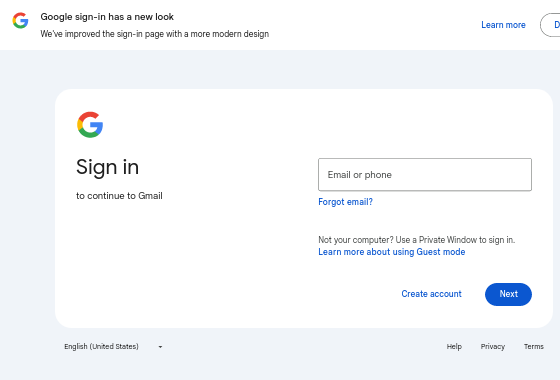 Google sign-in has a new look
We've improved the sign-in page with a more modern design
Learn more
Sign in
to continue to Gmail
Email or phone
Forgot email?
Not your computer? Use a Private Window to sign in.
Learn more about using Guest mode
Create account
Next
English (United States)
Help
Privacy
Terms